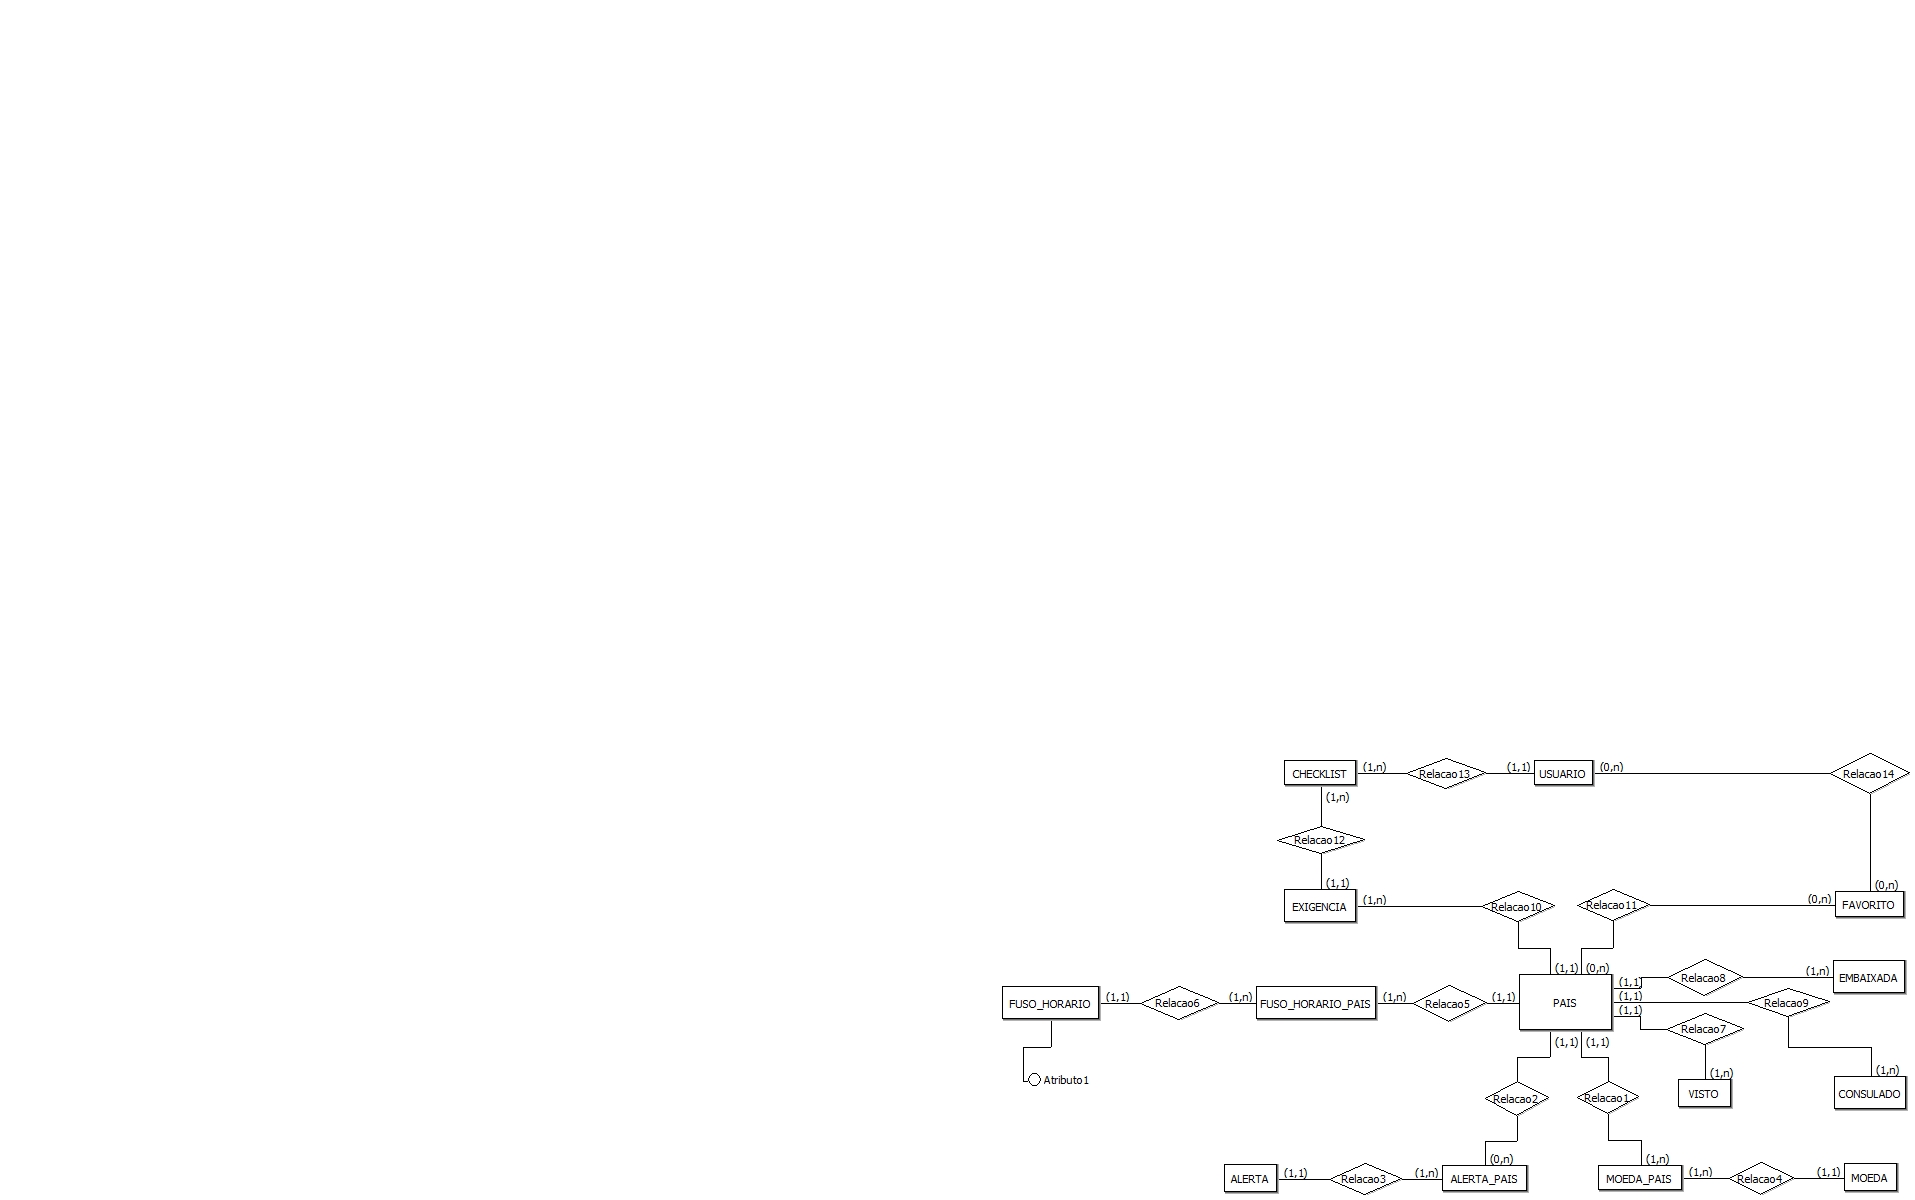 CHECKLIST (1,n) Relacao13 (1,1) USUARIO (0,n) Relacao14
(1,n)
Relacao12
(1,1) (0,n)
EXIGENCIA (1,n) Relacao10 Relacao11 (0,n) FAVORITO
(1,1) (0,n)
(1,1) Relacao8 (1,n) EMBAIXADA
FUSO_HORARIO (1,1) Relacao6 (1,n) FUSO_HORARIO_PAIS (1,n) Relacao5 (1,1) PAIS (1,1) Relacao9
(1,1) Relacao7
(1,1) (1,1)
(1,n) (1,n)
Atributo1
VISTO CONSULADO
Relacao2 Relacao1
(0,n) (1,n)
ALERTA (1,1) Relacao3 (1,n) ALERTA_PAIS MOEDA_PAIS (1,n) Relacao4 (1,1) MOEDA